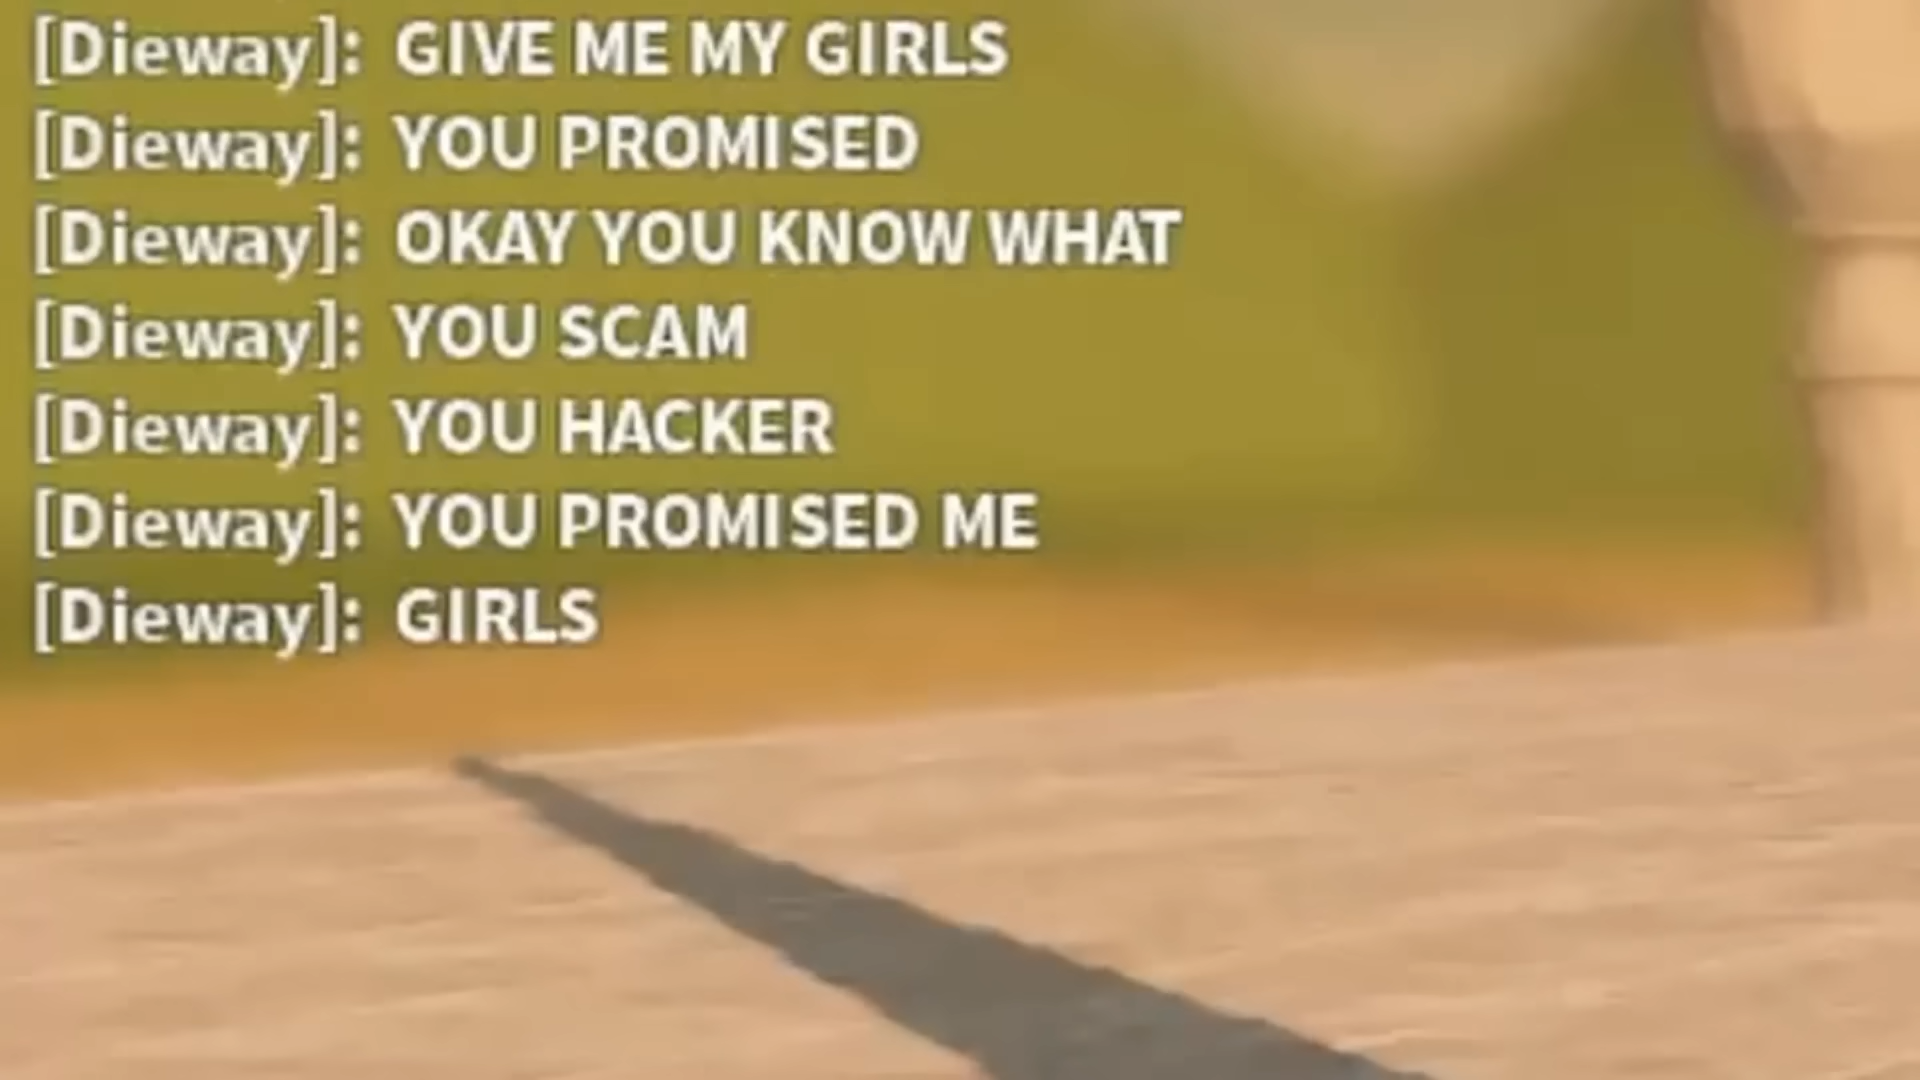 [Dieway]: GIVE ME MY GIRLS
[Dieway]: YOU PROMISED
[Dieway]: OKAY YOU KNOW WHAT
[Dieway]: YOU SCAM
[Dieway]: YOU HACKER
[Dieway]: YOU PROMISED ME
[Dieway]: GIRLS